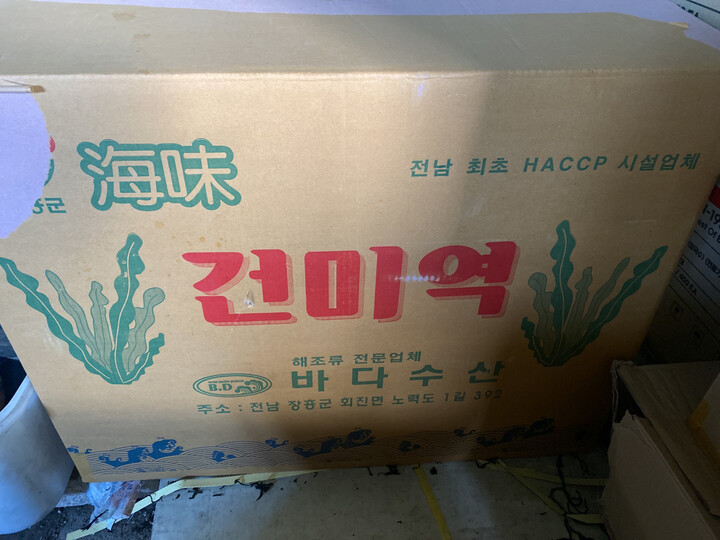 海味
전남 최초 HACCP 시설업체
군
건미역
해조류 전문업체
B.D
바다수산
주소 : 전남 장흥군 회진면 노력도 1길 392